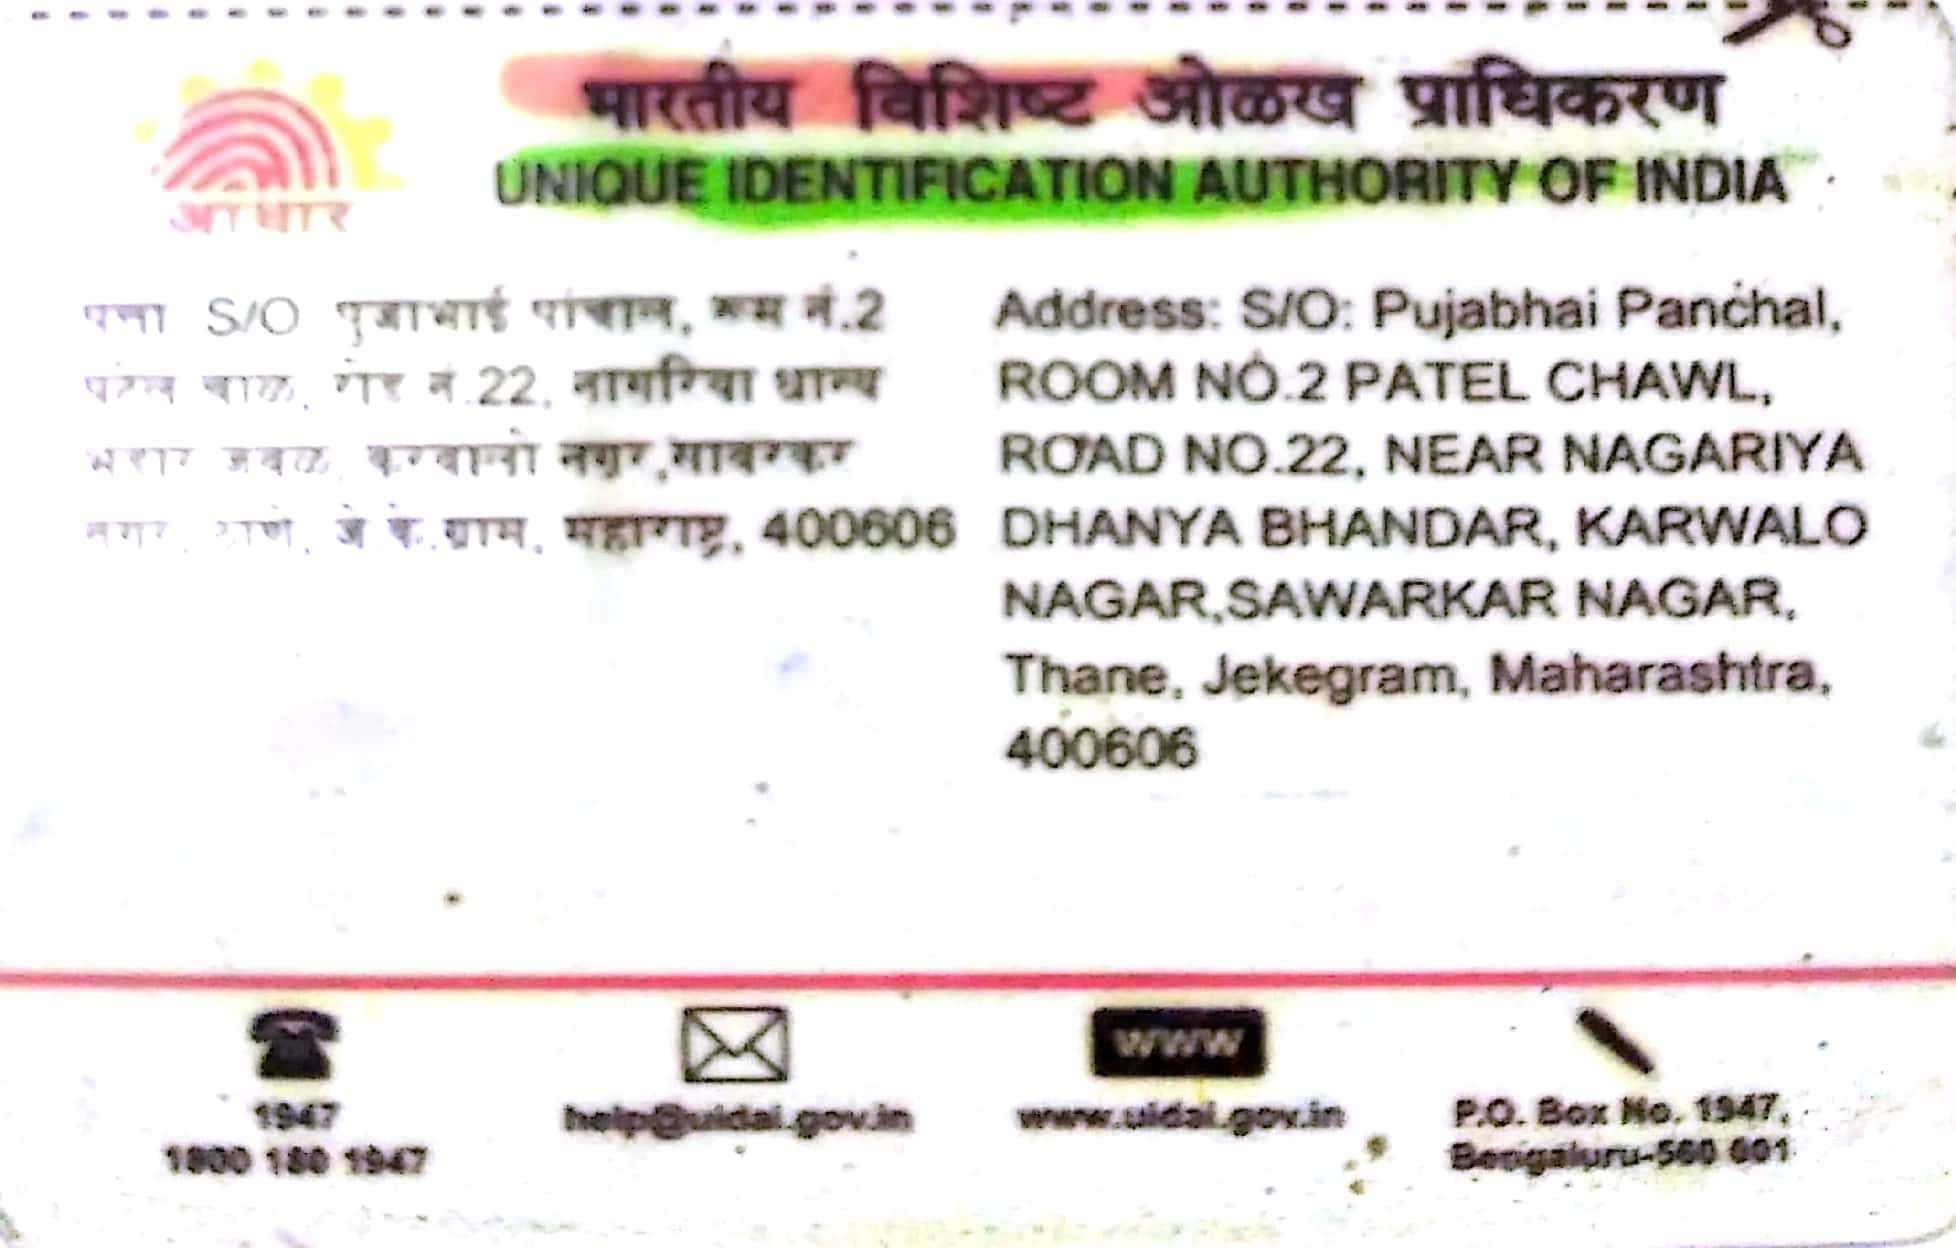 भारतीय विशिष्ट ओळख प्राधिकरण
UNIQUE IDENTIFICATION AUTHORITY OF INDIA
आधार
पत्ता S/O पुजाभाई पांचाल, रूम नं.2
पटेल चाळ, रोड नं.22, नागरिया धान्य
भंडार जवळ, करवालो नगर,सावरकर
नगर, ठाणे, जे.के.ग्राम, महाराष्ट्र, 400606
Address: S/O: Pujabhai Panchal,
ROOM NO.2 PATEL CHAWL,
ROAD NO.22, NEAR NAGARIYA
DHANYA BHANDAR, KARWALO
NAGAR,SAWARKAR NAGAR,
Thane, Jekegram, Maharashtra,
400606
1947
1800 180 1947
help@uidai.gov.in
www
www.uidai.gov.in
P.O. Box No. 1947,
Bengaluru-560 001